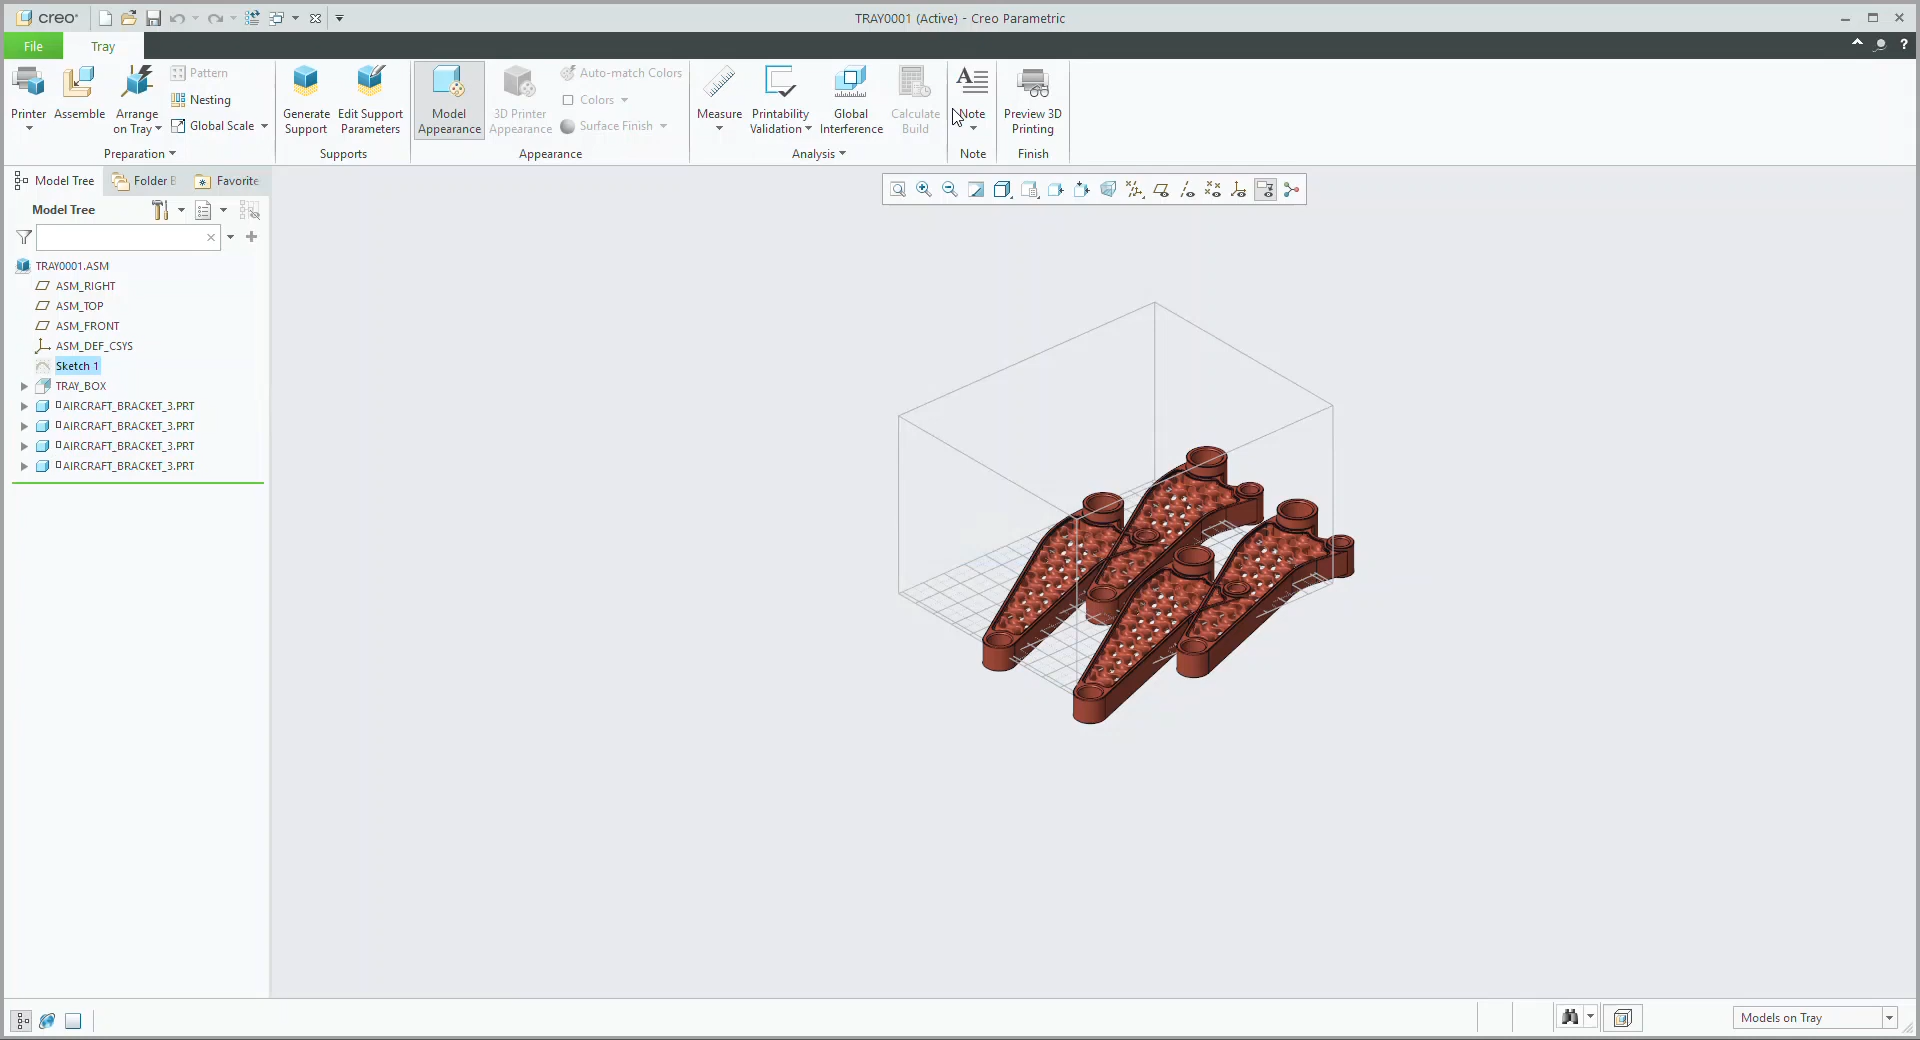 creo
TRAY0001 (Active) - Creo Parametric
File
Tray
Printer
Assemble
Arrange
on Tray
Pattern
Nesting
Global Scale
Preparation
Generate
Support
Edit Support
Parameters
Supports
Model
Appearance
3D Printer
Appearance
Auto-match Colors
Colors
Surface Finish
Appearance
Measure
Printability
Validation
Global
Interference
Calculate
Build
Analysis
Note
Note
Preview 3D
Printing
Finish
Model Tree
Folder B
Favorite
Model Tree
TRAY0001.ASM
ASM_RIGHT
ASM_TOP
ASM_FRONT
ASM_DEF_CSYS
Sketch 1
TRAY_BOX
AIRCRAFT_BRACKET_3.PRT
AIRCRAFT_BRACKET_3.PRT
AIRCRAFT_BRACKET_3.PRT
AIRCRAFT_BRACKET_3.PRT
Models on Tray